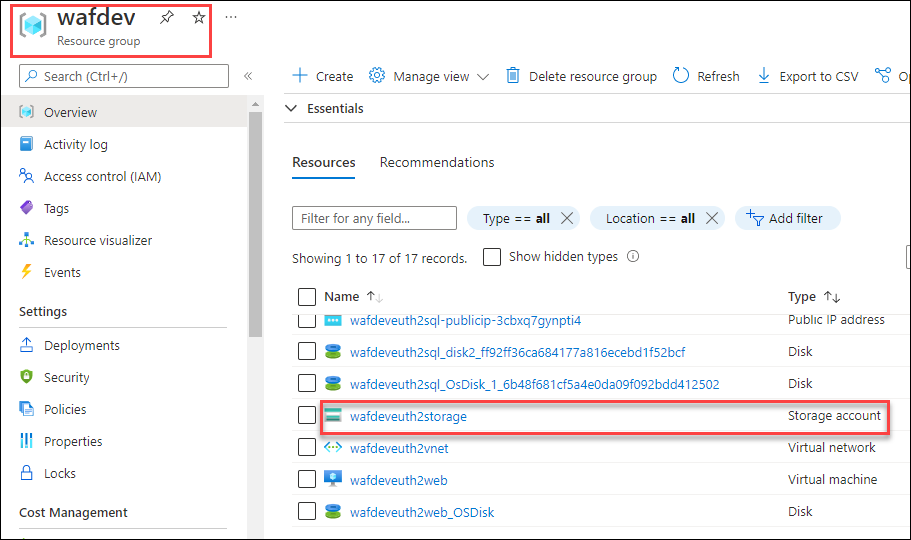 wafdev
Resource group
Search (Ctrl+/)
Overview
Activity log
Access control (IAM)
Tags
Resource visualizer
Events
Settings
Deployments
Security
Policies
Properties
Locks
Cost Management
Create Manage view Delete resource group Refresh Export to CSV
Essentials
Resources Recommendations
Filter for any field... Type == all Location == all Add filter
Showing 1 to 17 of 17 records. Show hidden types
Name Type
wafdeveuth2sql-publicip-3cbxq7gynpti4 Public IP address
wafdeveuth2sql_disk2_ff92ff36ca684177a816ecebd1f52bcf Disk
wafdeveuth2sql_OsDisk_1_6b48f681cf5a4e0da09f092bdd412502 Disk
wafdeveuth2storage Storage account
wafdeveuth2vnet Virtual network
wafdeveuth2web Virtual machine
wafdeveuth2web_OSDisk Disk